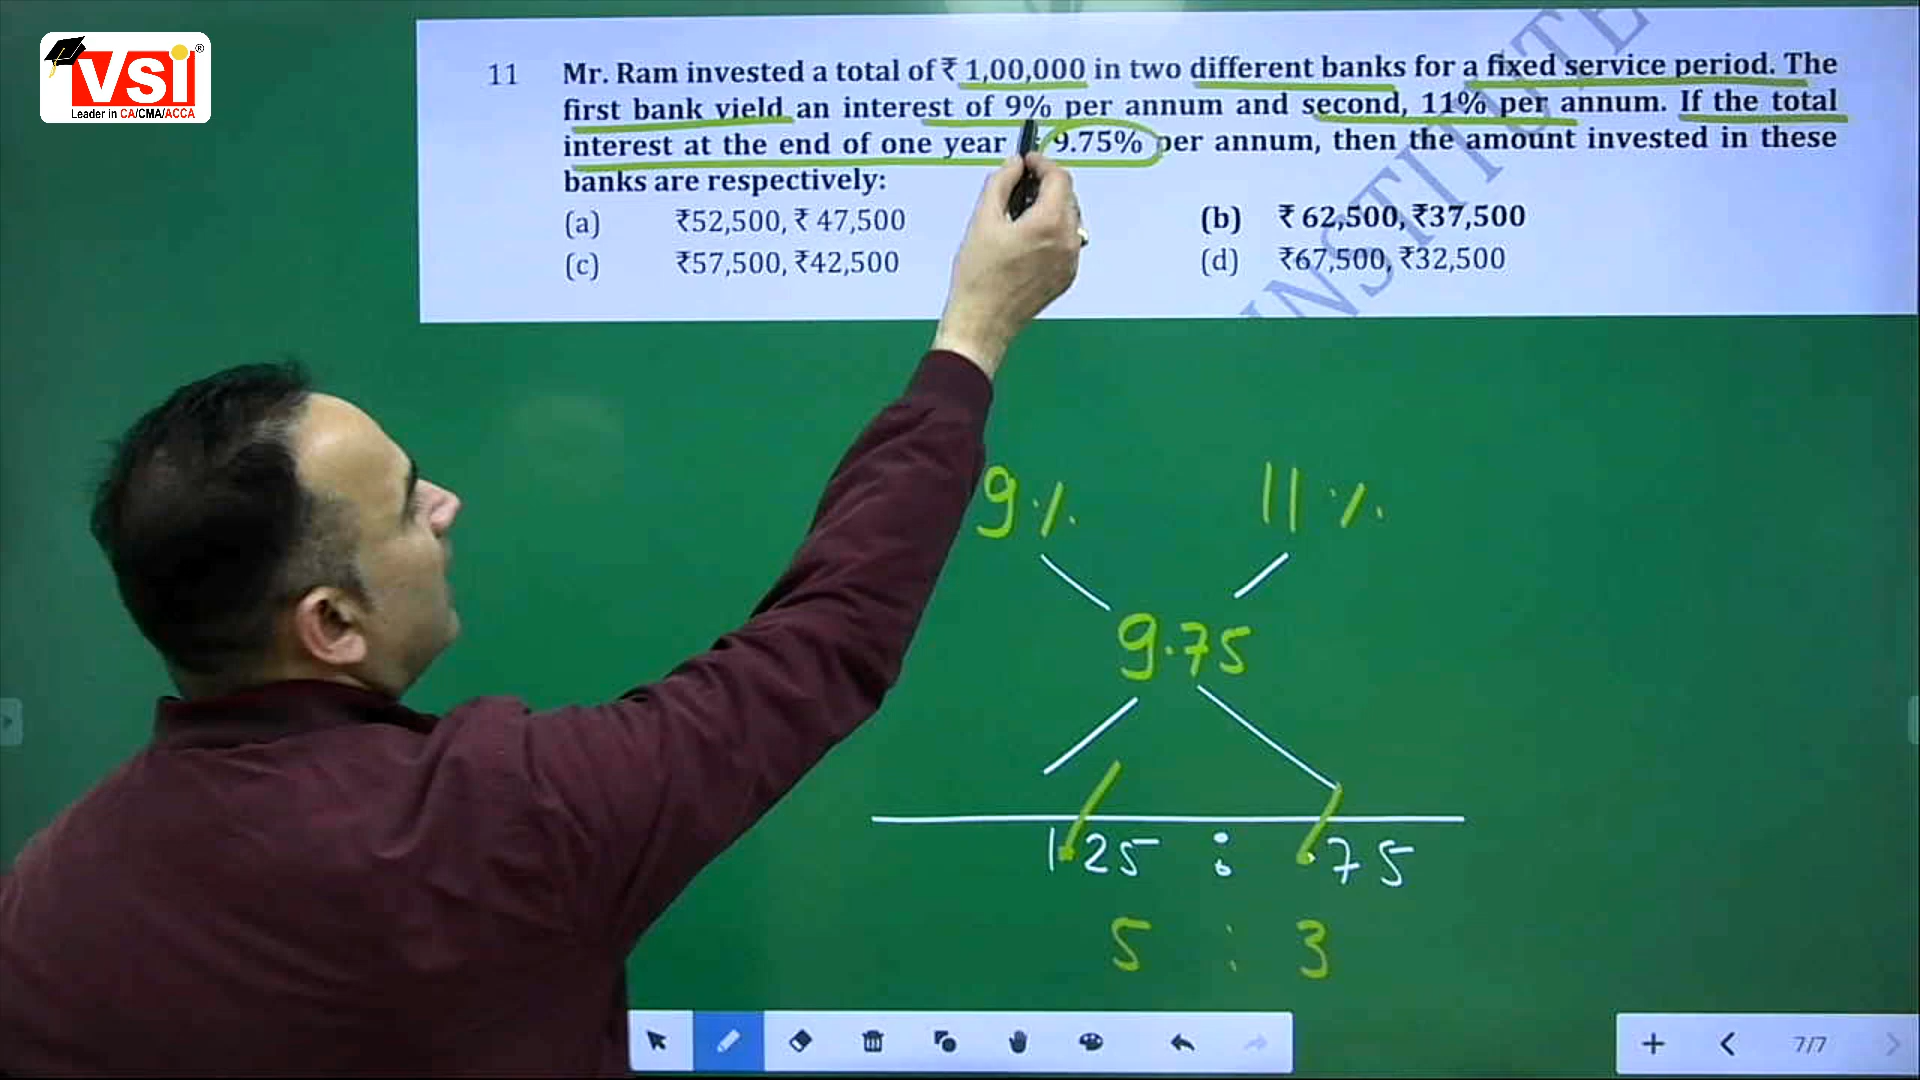 VSI®
Leader in CA/CMA/ACCA
11 Mr. Ram invested a total of ₹ 1,00,000 in two different banks for a fixed service period. The
first bank yield an interest of 9% per annum and second, 11% per annum. If the total
interest at the end of one year 9.75% per annum, then the amount invested in these
banks are respectively:
(a) ₹52,500, ₹ 47,500 (b) ₹ 62,500, ₹37,500
(c) ₹57,500, ₹42,500 (d) ₹67,500, ₹32,500
INSTITUTE
9% 11%
9.75
1.25 : .75
5 : 3
7/7